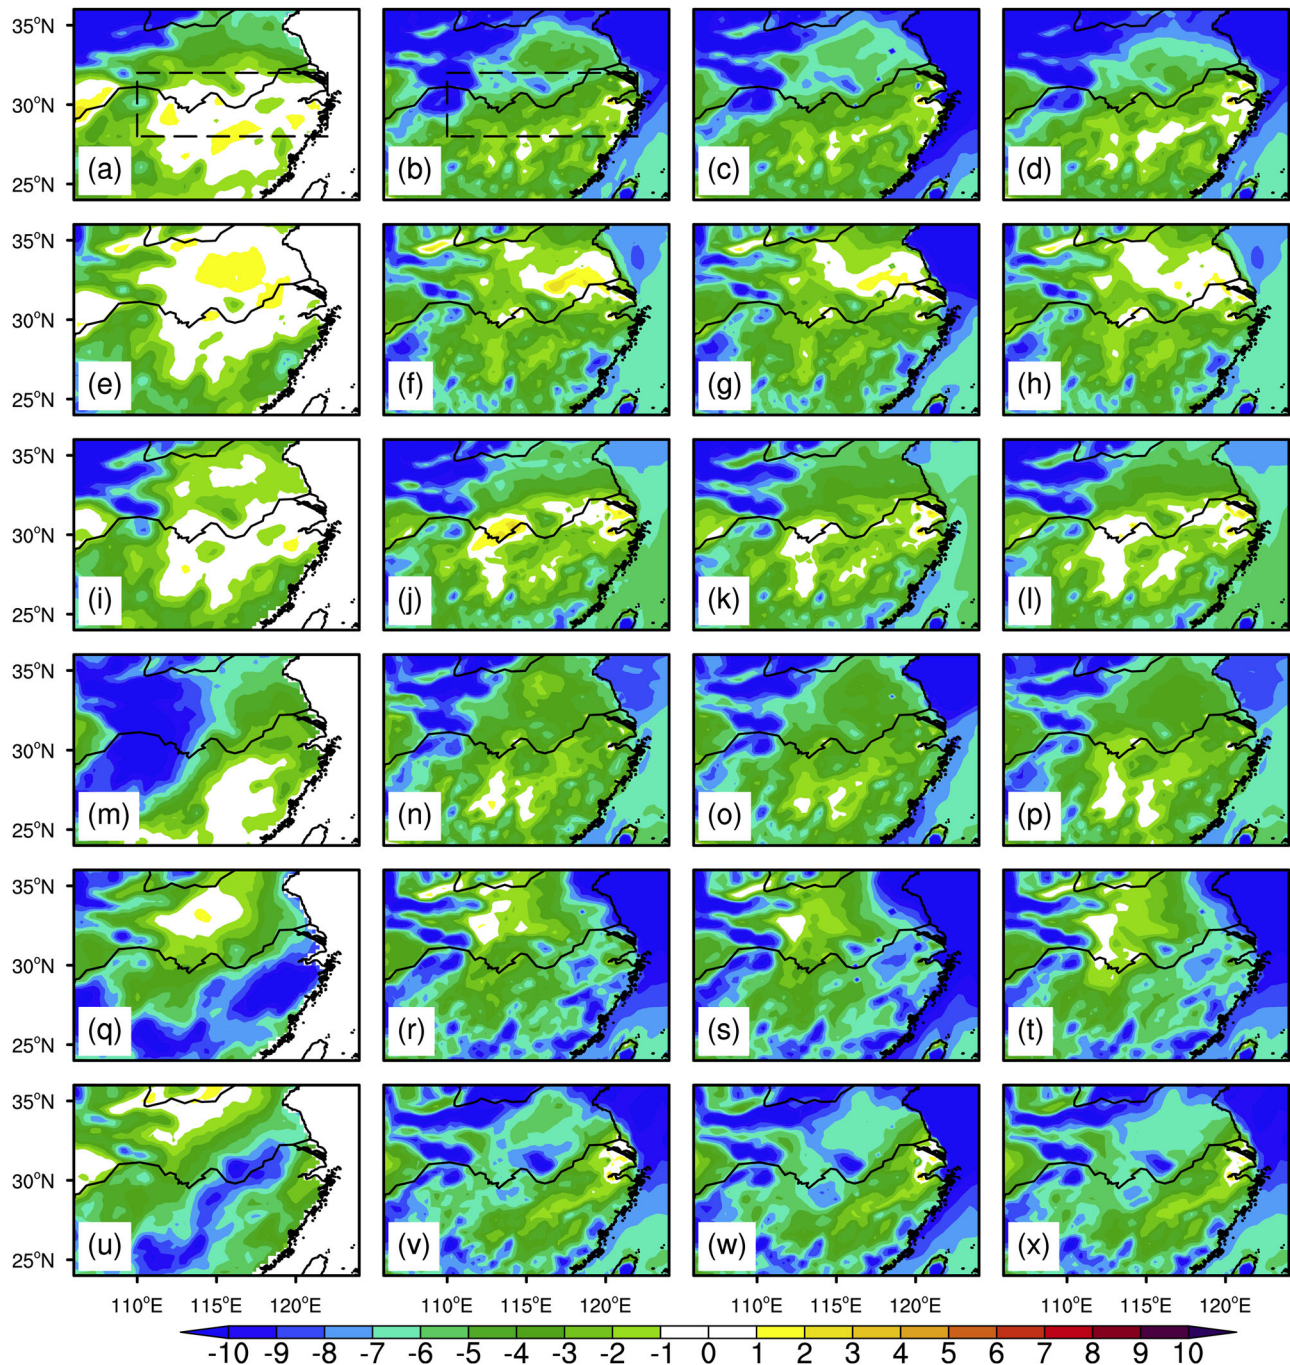 35°N
30°N
25°N
(a)
(b)
(c)
(d)
35°N
30°N
25°N
(e)
(f)
(g)
(h)
35°N
30°N
25°N
(i)
(j)
(k)
(l)
35°N
30°N
25°N
(m)
(n)
(o)
(p)
35°N
30°N
25°N
(q)
(r)
(s)
(t)
35°N
30°N
25°N
(u)
(v)
(w)
(x)
110°E 115°E 120°E 110°E 115°E 120°E 110°E 115°E 120°E 110°E 115°E 120°E
-10 -9 -8 -7 -6 -5 -4 -3 -2 -1 0 1 2 3 4 5 6 7 8 9 10